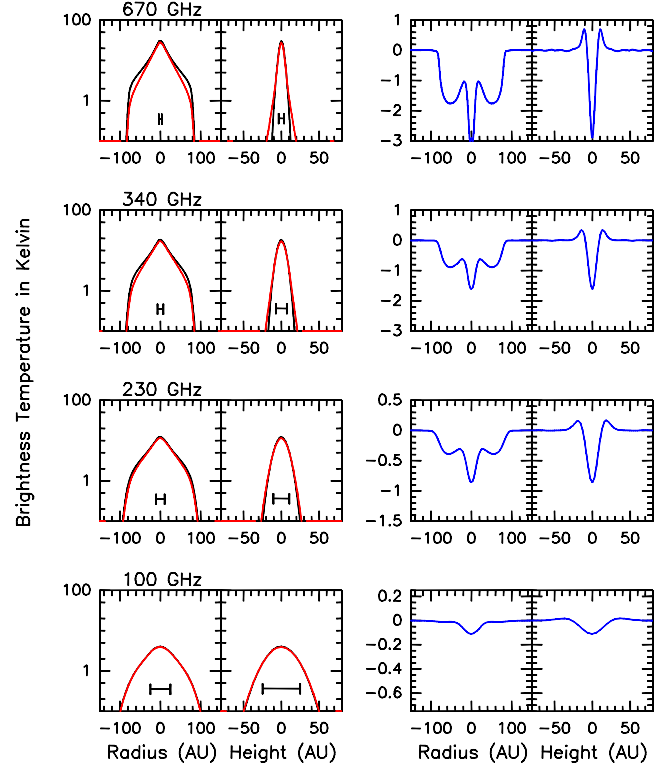 670 GHz
100
1
−100 0 100 −50 0 50
1
0
−1
−2
−3
−100 0 100 −50 0 50
340 GHz
100
1
−100 0 100 −50 0 50
1
0
−1
−2
−3
−100 0 100 −50 0 50
Brightness Temperature in Kelvin
230 GHz
100
1
−100 0 100 −50 0 50
0.5
0
−0.5
−1
−1.5
−100 0 100 −50 0 50
100 GHz
100
1
−100 0 100 −50 0 50
Radius (AU) Height (AU)
0.2
0
−0.2
−0.4
−0.6
−100 0 100 −50 0 50
Radius (AU) Height (AU)